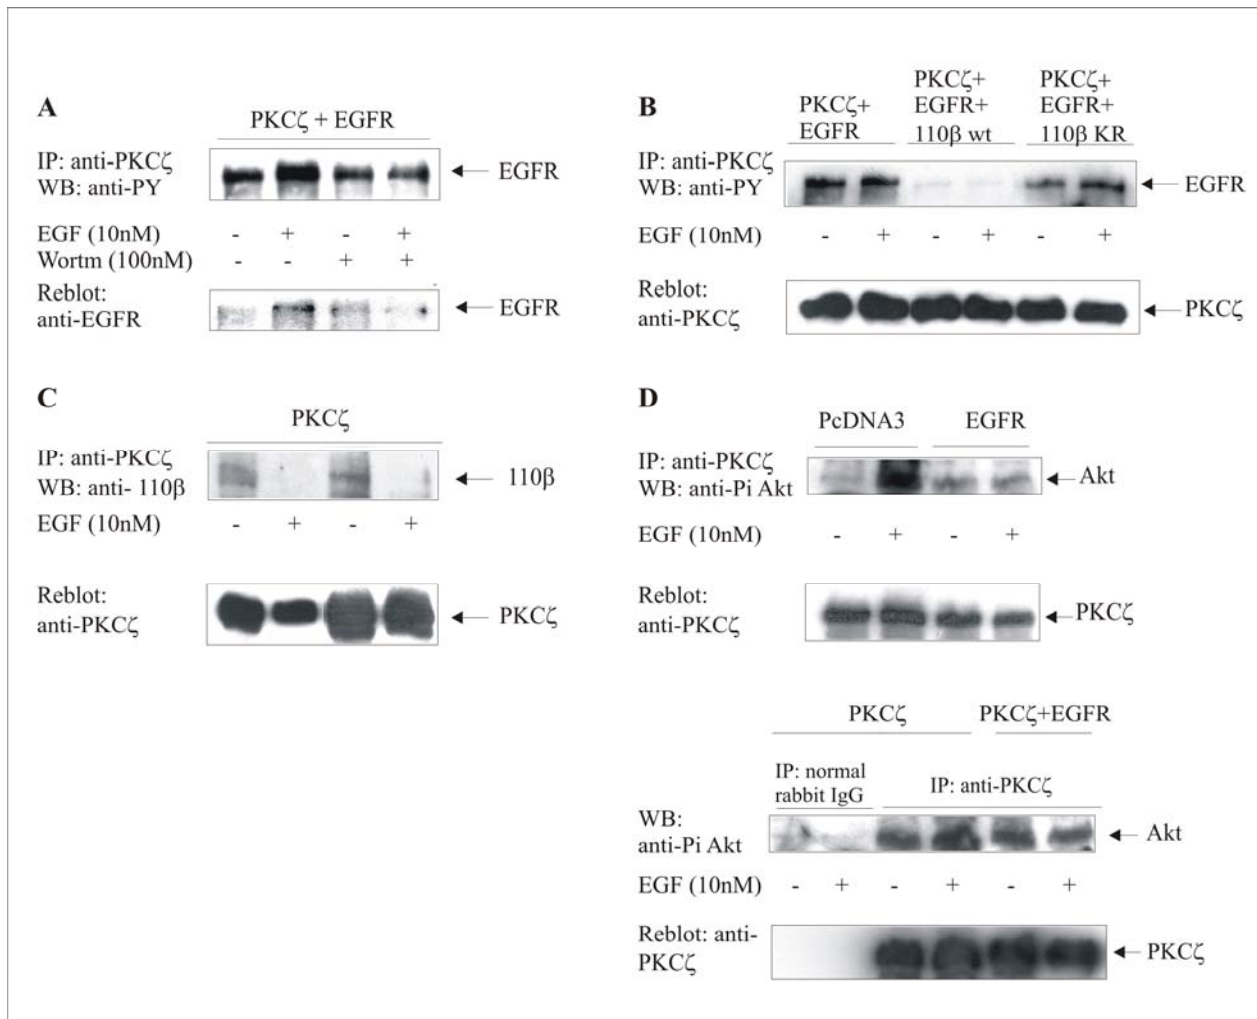 A
PKCζ + EGFR
IP: anti-PKCζ
WB: anti-PY
EGFR
EGF (10nM) - + - +
Wortm (100nM) - - + +
Reblot:
anti-EGFR
EGFR
B
PKCζ+
EGFR
PKCζ+
EGFR+
110β wt
PKCζ+
EGFR+
110β KR
IP: anti-PKCζ
WB: anti-PY
EGFR
EGF (10nM) - + - + - +
Reblot:
anti-PKCζ
PKCζ
C
PKCζ
IP: anti-PKCζ
WB: anti- 110β
110β
EGF (10nM) - + - +
Reblot:
anti-PKCζ
PKCζ
D
PcDNA3 EGFR
IP: anti-PKCζ
WB: anti-Pi Akt
Akt
EGF (10nM) - + - +
Reblot:
anti-PKCζ
PKCζ
PKCζ PKCζ+EGFR
IP: normal
rabbit IgG
IP: anti-PKCζ
WB:
anti-Pi Akt
Akt
EGF (10nM) - + - + - +
Reblot: anti-
PKCζ
PKCζ